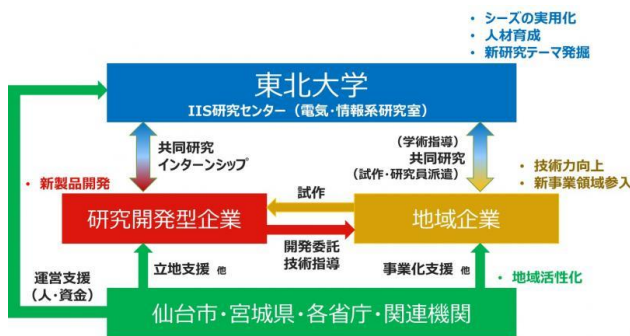 • シーズの実用化
• 人材育成
• 新研究テーマ発掘
東北大学
IIS研究センター（電気・情報系研究室）
共同研究
インターンシップ
（学術指導）
共同研究
（試作・研究員派遣）
• 新製品開発
• 技術力向上
• 新事業領域参入
試作
研究開発型企業
地域企業
開発委託
技術指導
運営支援
（人・資金）
立地支援 他
事業化支援 他
• 地域活性化
仙台市・宮城県・各省庁・関連機関